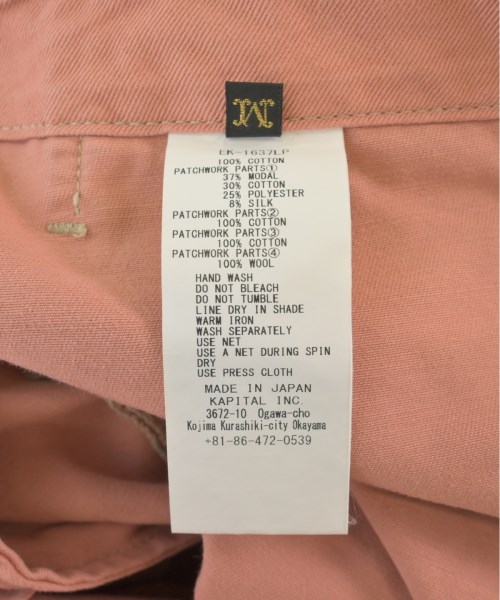 M
EK-1637LP
100% COTTON
PATCHWORK PARTS①
37% MODAL
30% COTTON
25% POLYESTER
8% SILK
PATCHWORK PARTS②
100% COTTON
PATCHWORK PARTS③
100% COTTON
PATCHWORK PARTS④
100% WOOL
HAND WASH
DO NOT BLEACH
DO NOT TUMBLE
LINE DRY IN SHADE
WARM IRON
WASH SEPARATELY
USE NET
USE A NET DURING SPIN
DRY
USE PRESS CLOTH
MADE IN JAPAN
KAPITAL INC.
3672-10 Ogawa-cho
Kojima Kurashiki-city Okayama
+81-86-472-0539